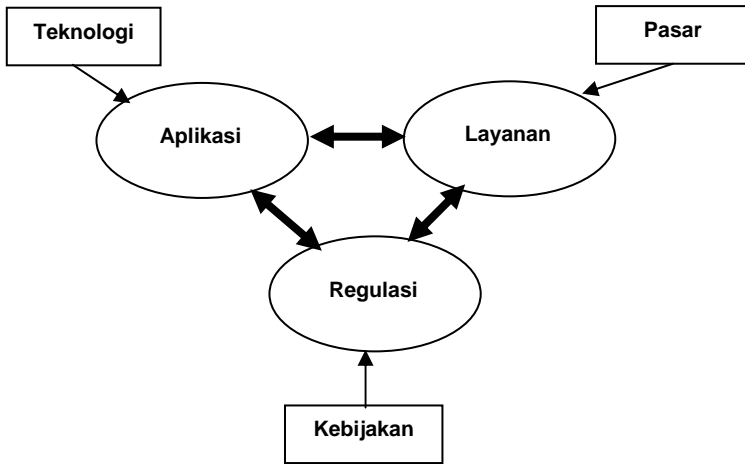 Teknologi
Pasar
Aplikasi
Layanan
Regulasi
Kebijakan